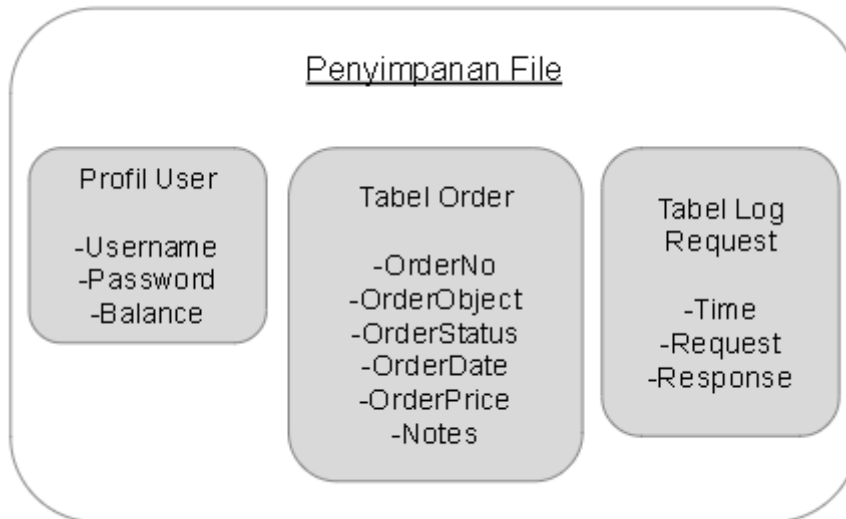 Penyimpanan File
Profil User
-Username
-Password
-Balance
Tabel Order
-OrderNo
-OrderObject
-OrderStatus
-OrderDate
-OrderPrice
-Notes
Tabel Log
Request
-Time
-Request
-Response